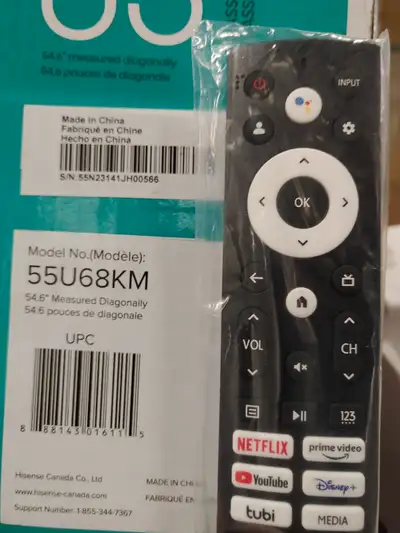 54.6" measured diagonally
54,6 pouces de diagonale
Made in China
Fabriqué en Chine
Hecho en China
S/N:55N23141JH00566
Model No.(Modèle):
55U68KM
54.6" Measured Diagonally
54.6 pouces de diagonale
UPC
8 88143 01611 5
Hisense Canada Co., Ltd
www.hisense-canada.com
Support Number: 1-855-344-7367
MADE IN
FABRIQUÉ EN
INPUT
OK
VOL
CH
123
NETFLIX
prime video
YouTube
Disney+
tubi
MEDIA